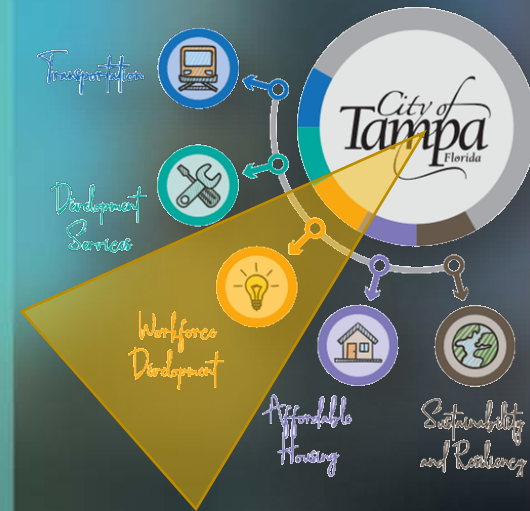 City of
Tampa
Florida
Transportation
Development
Services
Workforce
Development
Affordable
Housing
Sustainability
and Resiliency